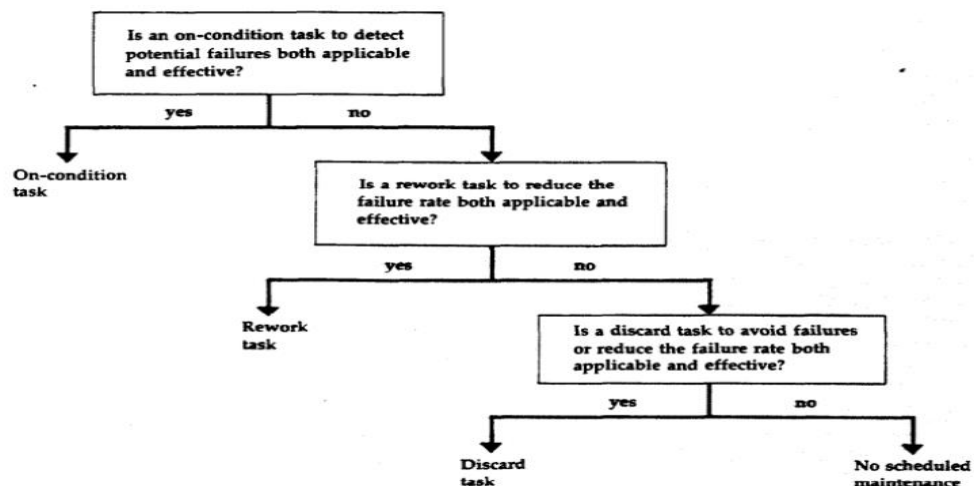 Is an on-condition task to detect
potential failures both applicable
and effective?
yes
no
On-condition
task
Is a rework task to reduce the
failure rate both applicable and
effective?
yes
no
Rework
task
Is a discard task to avoid failures
or reduce the failure rate both
applicable and effective?
yes
no
Discard
task
No scheduled
maintenance